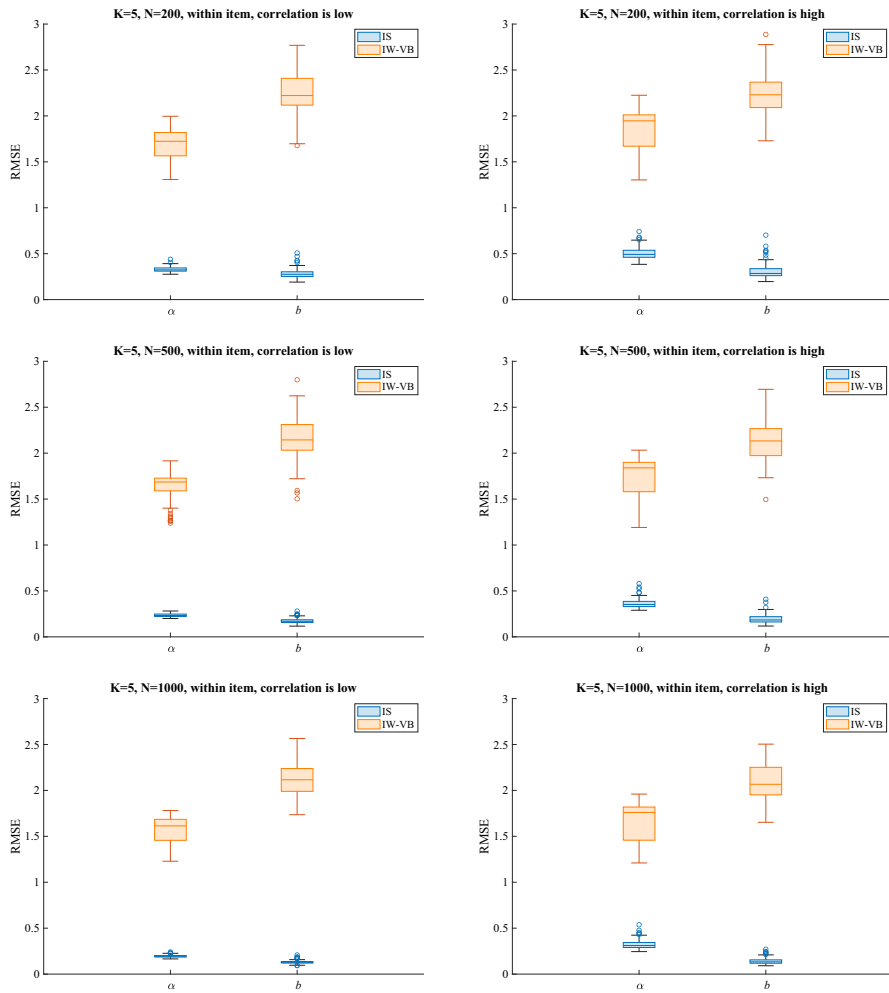 K=5, N=200, within item, correlation is low
3
2.5
2
1.5
1
0.5
0
RMSE
α
b
IS
IW-VB
K=5, N=200, within item, correlation is high
3
2.5
2
1.5
1
0.5
0
RMSE
α
b
IS
IW-VB
K=5, N=500, within item, correlation is low
3
2.5
2
1.5
1
0.5
0
RMSE
α
b
IS
IW-VB
K=5, N=500, within item, correlation is high
3
2.5
2
1.5
1
0.5
0
RMSE
α
b
IS
IW-VB
K=5, N=1000, within item, correlation is low
3
2.5
2
1.5
1
0.5
0
RMSE
α
b
IS
IW-VB
K=5, N=1000, within item, correlation is high
3
2.5
2
1.5
1
0.5
0
RMSE
α
b
IS
IW-VB